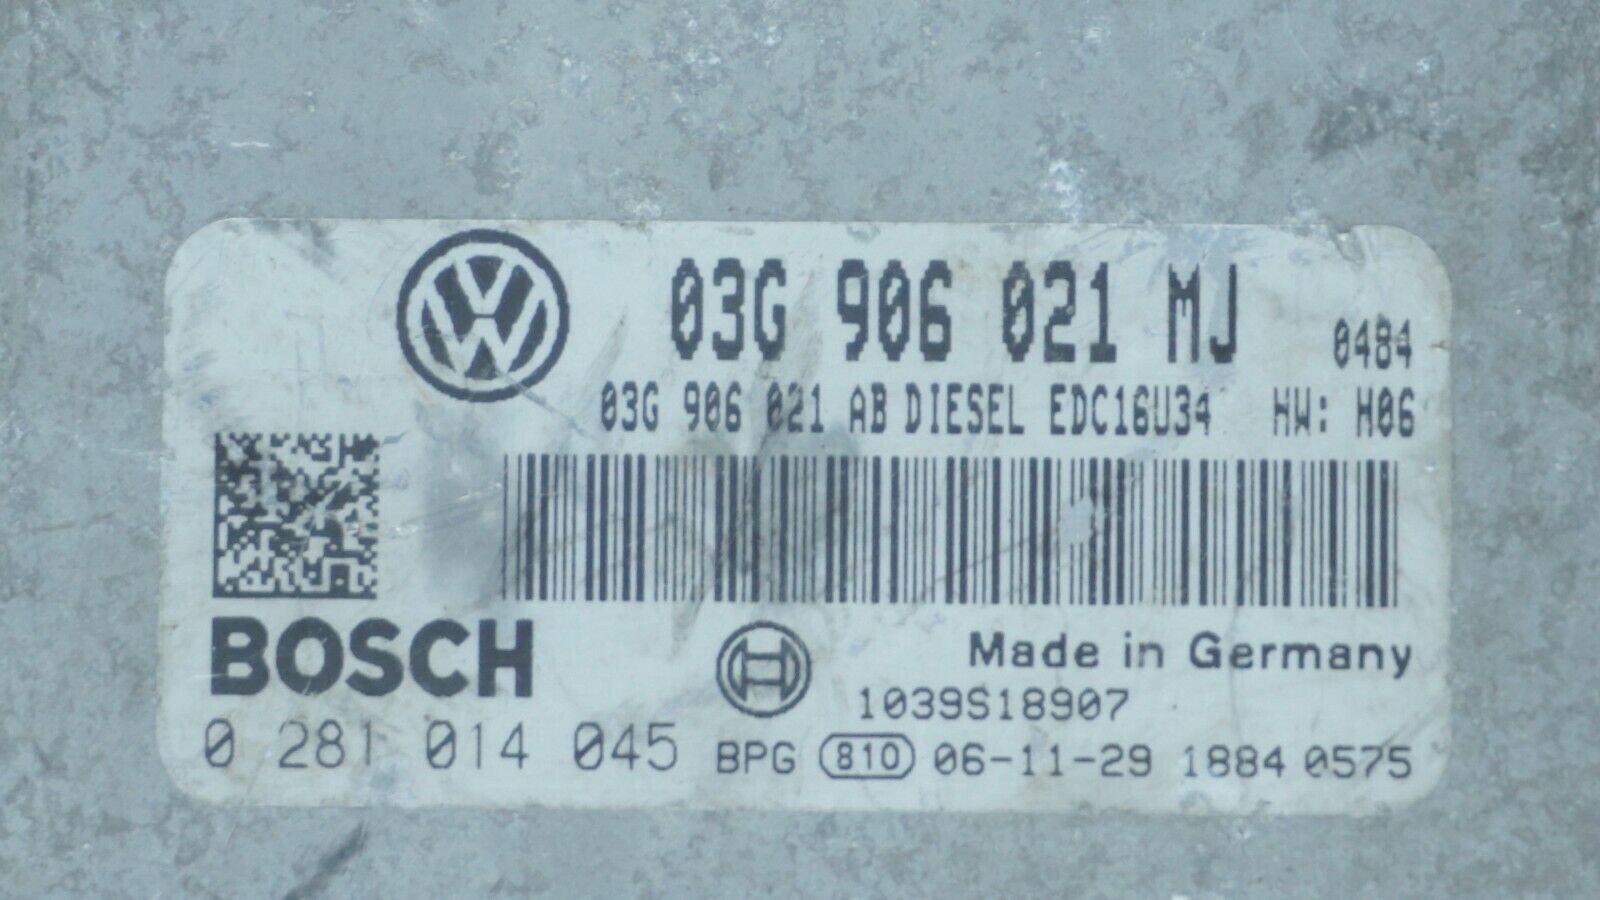 03G 906 021 MJ 0484
03G 906 021 AB DIESEL EDC16U34 HW: H06
BOSCH
Made in Germany
1039S18907
0 281 014 045 BPG 810 06-11-29 1884 0575